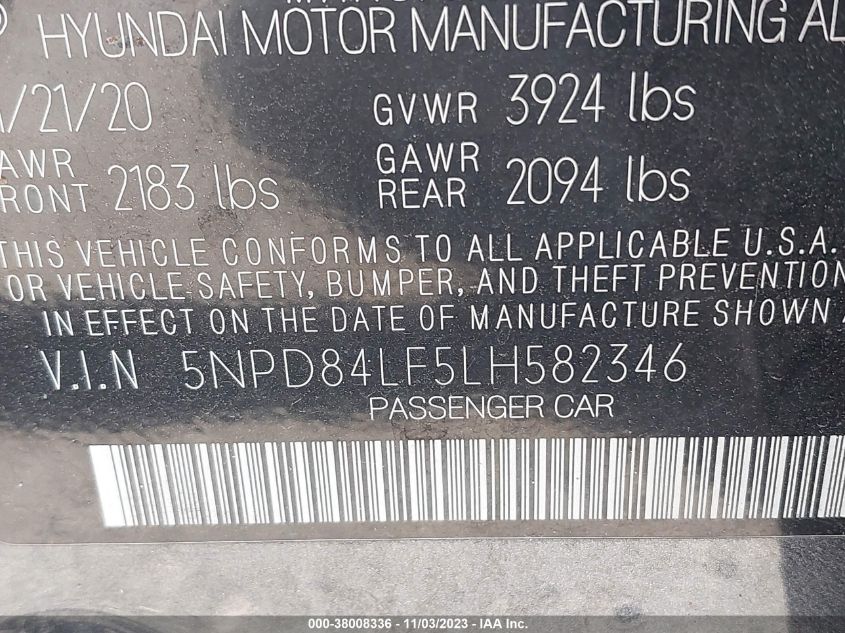 HYUNDAI MOTOR MANUFACTURING AL
/21/20 GVWR 3924 lbs
AWR FRONT 2183 lbs GAWR REAR 2094 lbs
THIS VEHICLE CONFORMS TO ALL APPLICABLE U.S.A.
OR VEHICLE SAFETY, BUMPER, AND THEFT PREVENTION
IN EFFECT ON THE DATE OF MANUFACTURE SHOWN A
V.I.N 5NPD84LF5LH582346
PASSENGER CAR
000-38008336 - 11/03/2023 - © IAA Inc.